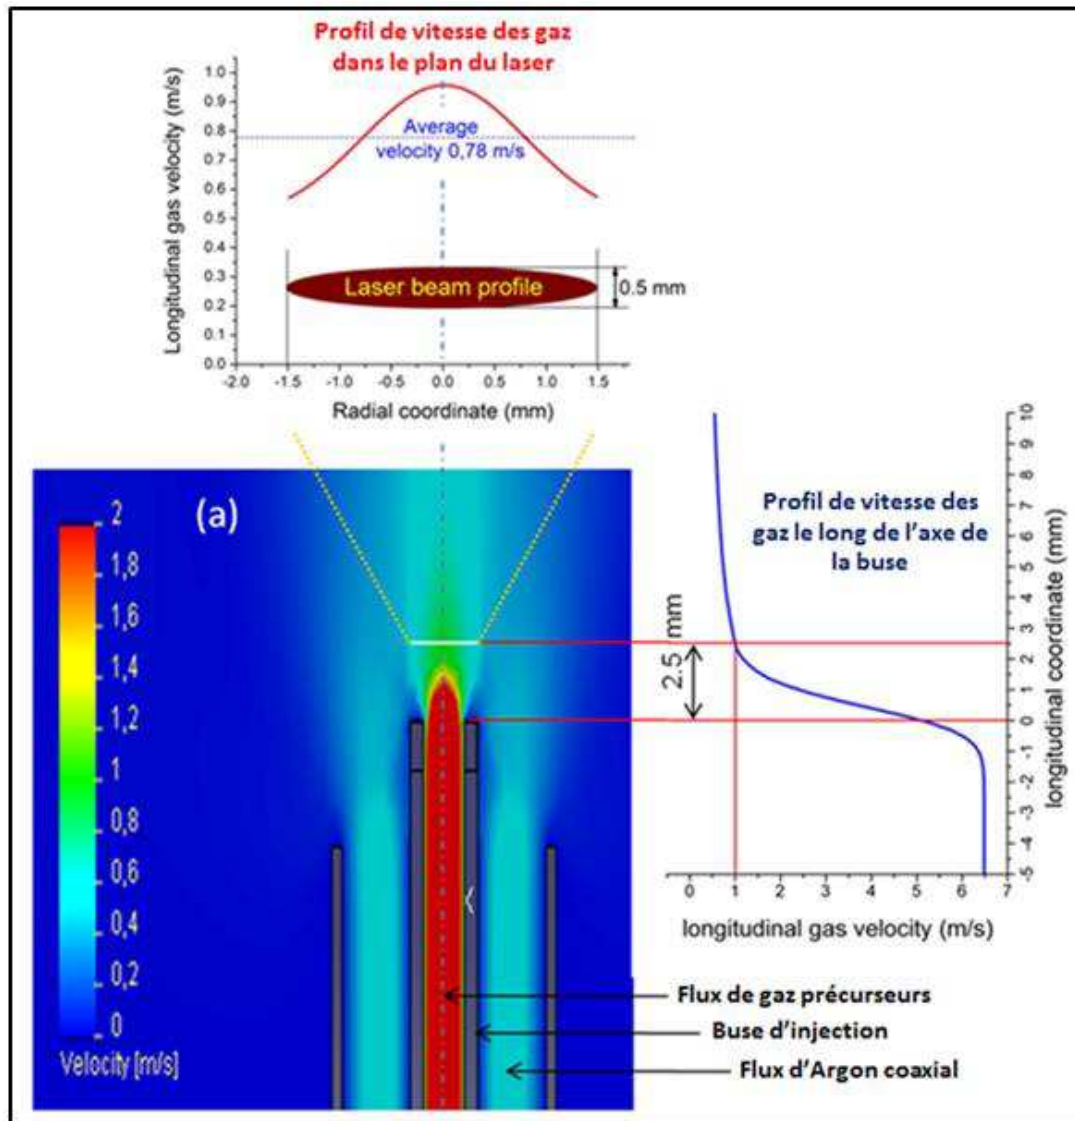 Profil de vitesse des gaz
dans le plan du laser
Longitudinal gas velocity (m/s)
1.0
0.9
0.8
0.7
0.6
0.5
0.4
0.3
0.2
0.1
0.0
Average
velocity 0,78 m/s
Laser beam profile
0.5 mm
-2.0 -1.5 -1.0 -0.5 0.0 0.5 1.0 1.5
Radial coordinate (mm)
(a)
2
1,8
1,6
1,4
1,2
1
0,8
0,6
0,4
0,2
0
Velocity [m/s]
Profil de vitesse des
gaz le long de l'axe de
la buse
2.5 mm
10
9
8
7
6
5
4
3
2
1
0
-1
-2
-3
-4
-5
longitudinal coordinate (mm)
0 1 2 3 4 5 6 7
longitudinal gas velocity (m/s)
Flux de gaz précurseurs
Buse d'injection
Flux d'Argon coaxial